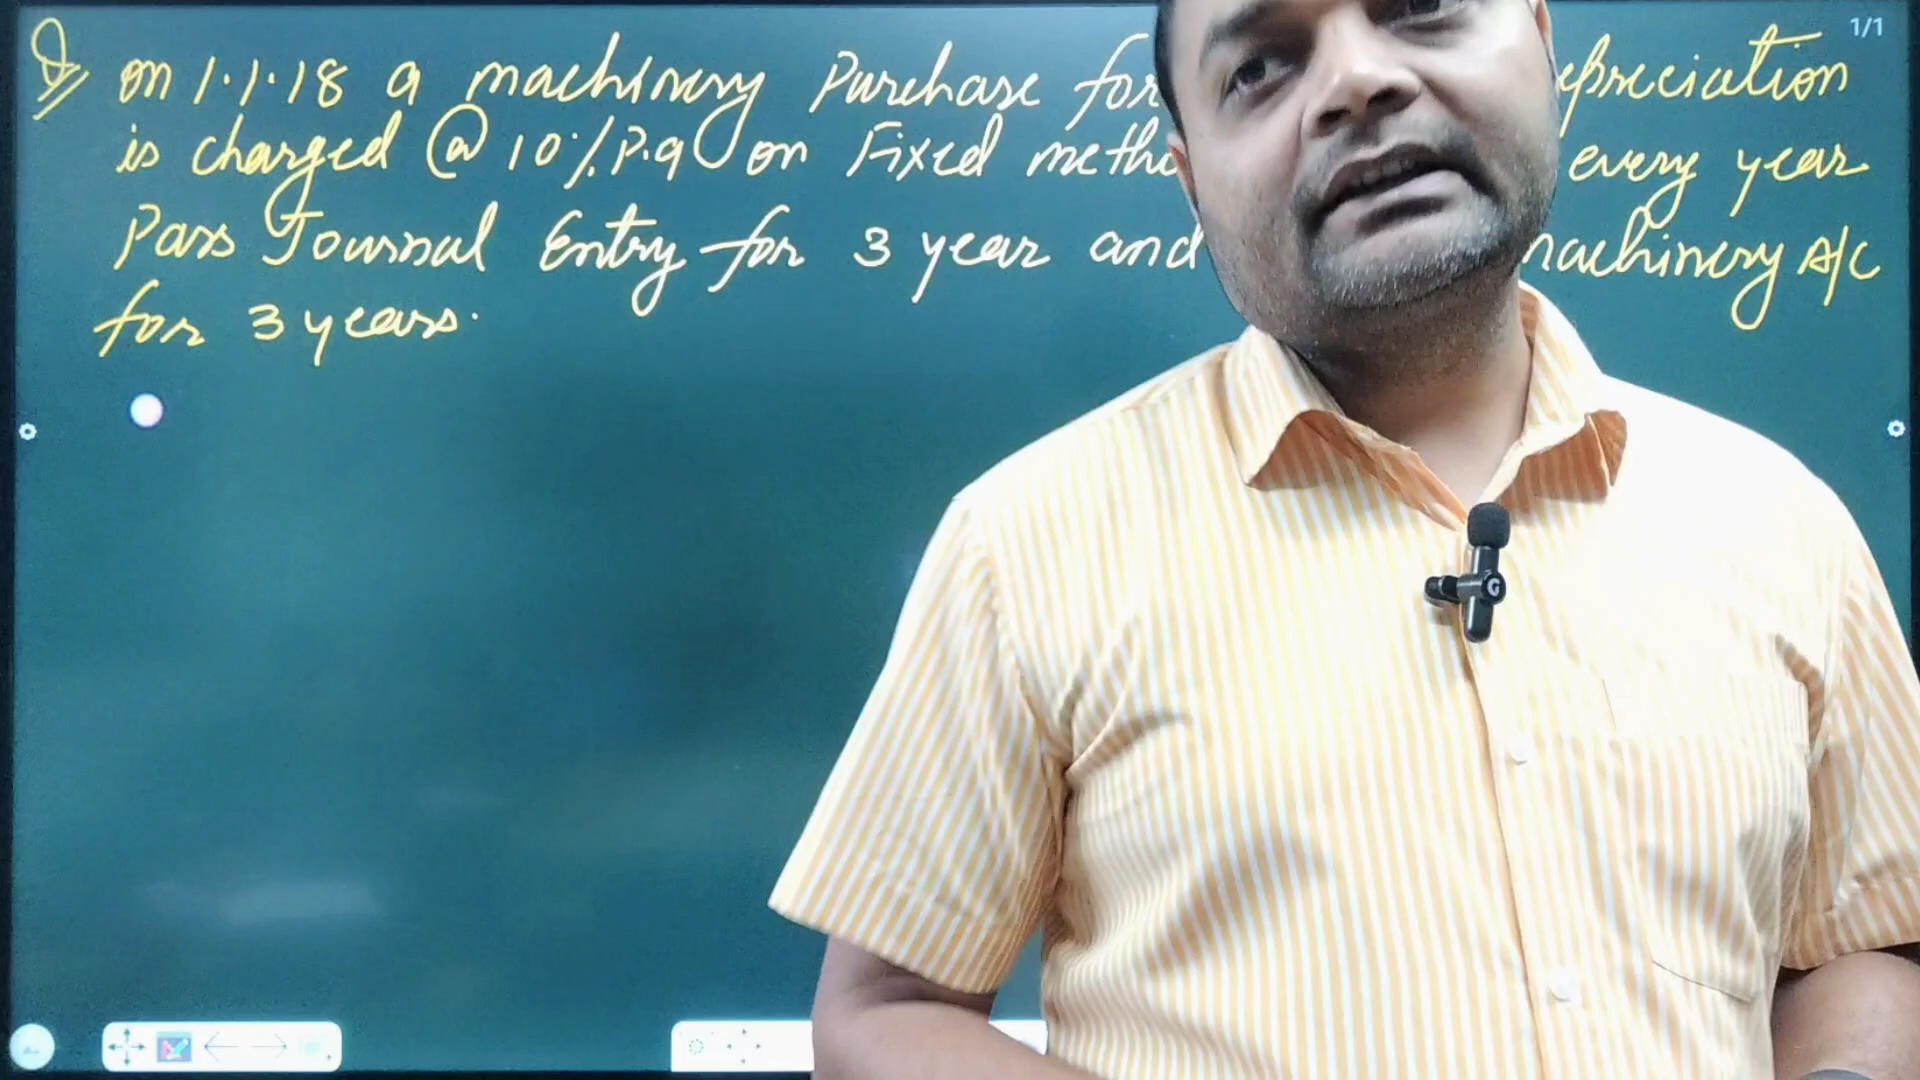 1/1
Q on 1.1.18 a machinery Purchase for epreciation
is charged @ 10% P.a on Fixed metho every year
Pass Journal Entry for 3 year and machinery A/c
for 3 years.
G